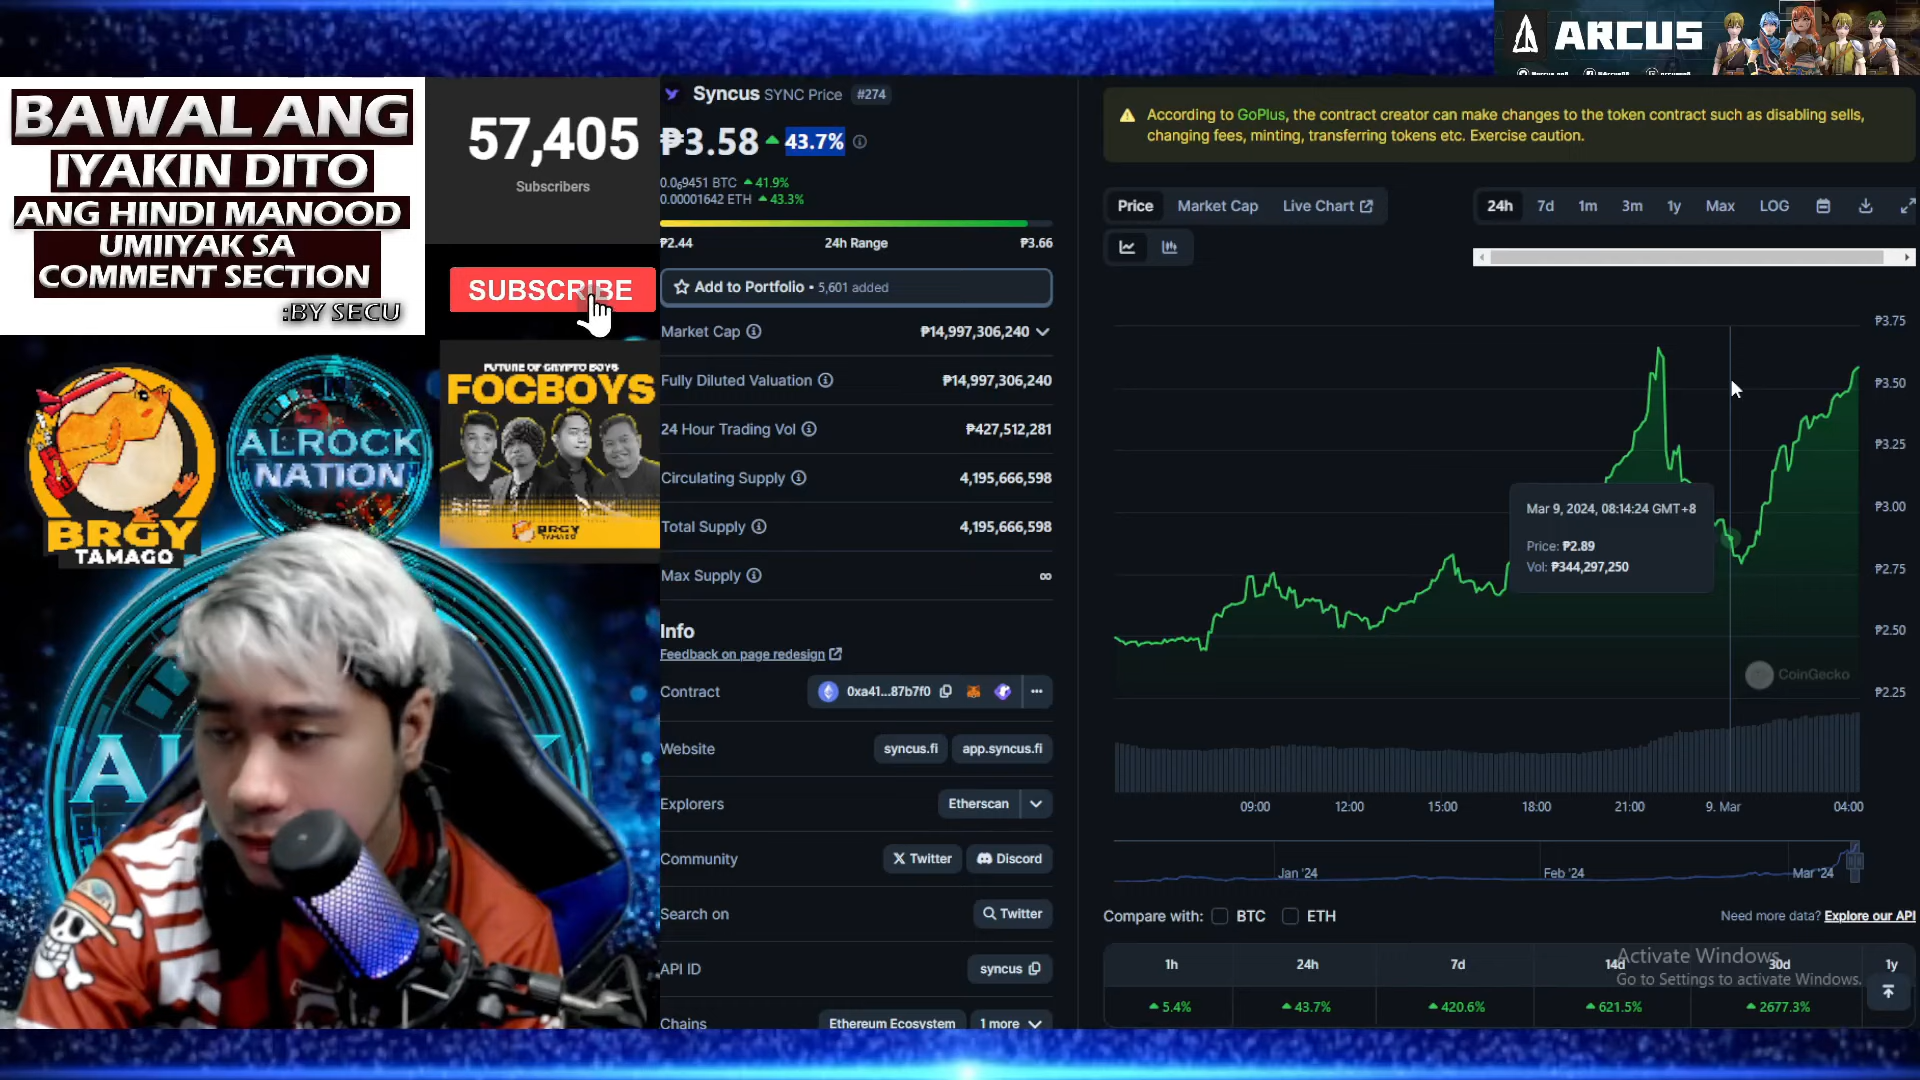 ARCUS
BAWAL ANG
IYAKIN DITO
ANG HINDI MANOOD
UMIIYAK SA
COMMENT SECTION
:BY SECU
57,405
Subscribers
SUBSCRIBE
BRGY
TAMAGO
ALROCK
NATION
FUTURE OF CRYPTO BOYS
FOCBOYS
BRGY
TAMAGO
Syncus SYNC Price #274
₱3.58 43.7%
0.0₆9451 BTC 41.9%
0.00001642 ETH 43.3%
₱2.44 24h Range ₱3.66
Add to Portfolio • 5,601 added
Market Cap ₱14,997,306,240
Fully Diluted Valuation ₱14,997,306,240
24 Hour Trading Vol ₱427,512,281
Circulating Supply 4,195,666,598
Total Supply 4,195,666,598
Max Supply ∞
Info
Feedback on page redesign
Contract 0xa41...87b7f0
Website syncus.fi app.syncus.fi
Explorers Etherscan
Community Twitter Discord
Search on Twitter
API ID syncus
Chains Ethereum Ecosystem 1 more
According to GoPlus, the contract creator can make changes to the token contract such as disabling sells,
changing fees, minting, transferring tokens etc. Exercise caution.
Price Market Cap Live Chart
24h 7d 1m 3m 1y Max LOG
₱3.75
₱3.50
₱3.25
₱3.00
₱2.75
₱2.50
₱2.25
Mar 9, 2024, 08:14:24 GMT+8
Price: ₱2.89
Vol: ₱344,297,250
CoinGecko
09:00 12:00 15:00 18:00 21:00 9. Mar 04:00
Jan '24 Feb '24 Mar '24
Compare with: BTC ETH
Need more data? Explore our API
Activate Windows
Go to Settings to activate Windows.
1h 24h 7d 14d 30d 1y
5.4% 43.7% 420.6% 621.5% 2677.3%